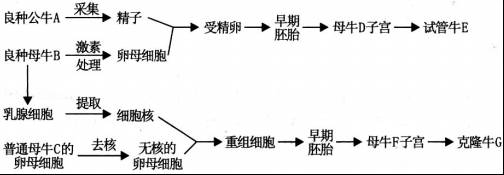 良种公牛A 采集 精子 受精卵 早期胚胎 母牛D子宫 试管牛E
良种母牛B 激素处理 卵母细胞
乳腺细胞 提取 细胞核 重组细胞 早期胚胎 母牛F子宫 克隆牛G
普通母牛C的卵母细胞 去核 无核的卵母细胞